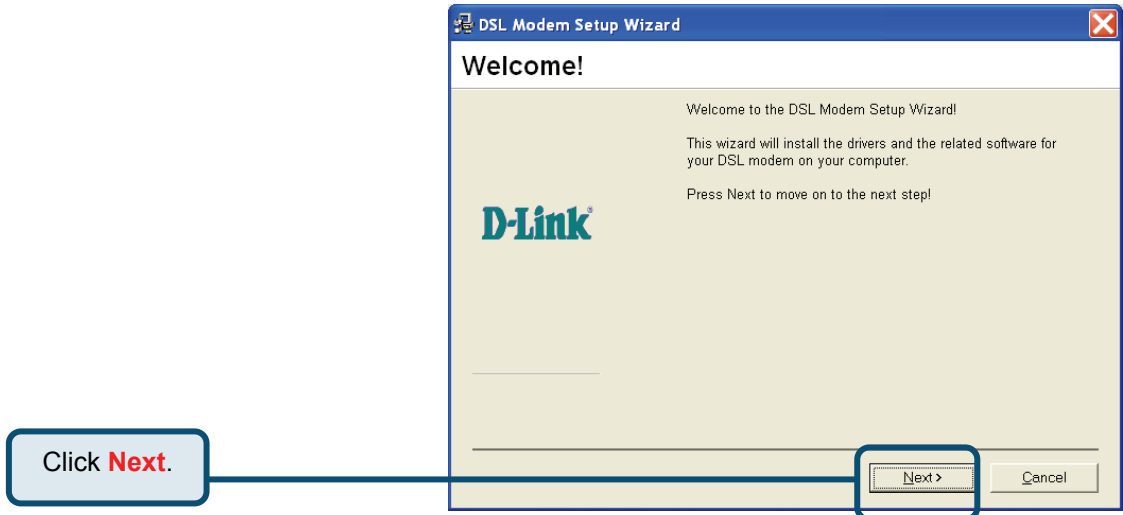 DSL Modem Setup Wizard
Welcome!
Welcome to the DSL Modem Setup Wizard!
This wizard will install the drivers and the related software for
your DSL modem on your computer.
Press Next to move on to the next step!
D-Link®
Click Next.
Next >
Cancel